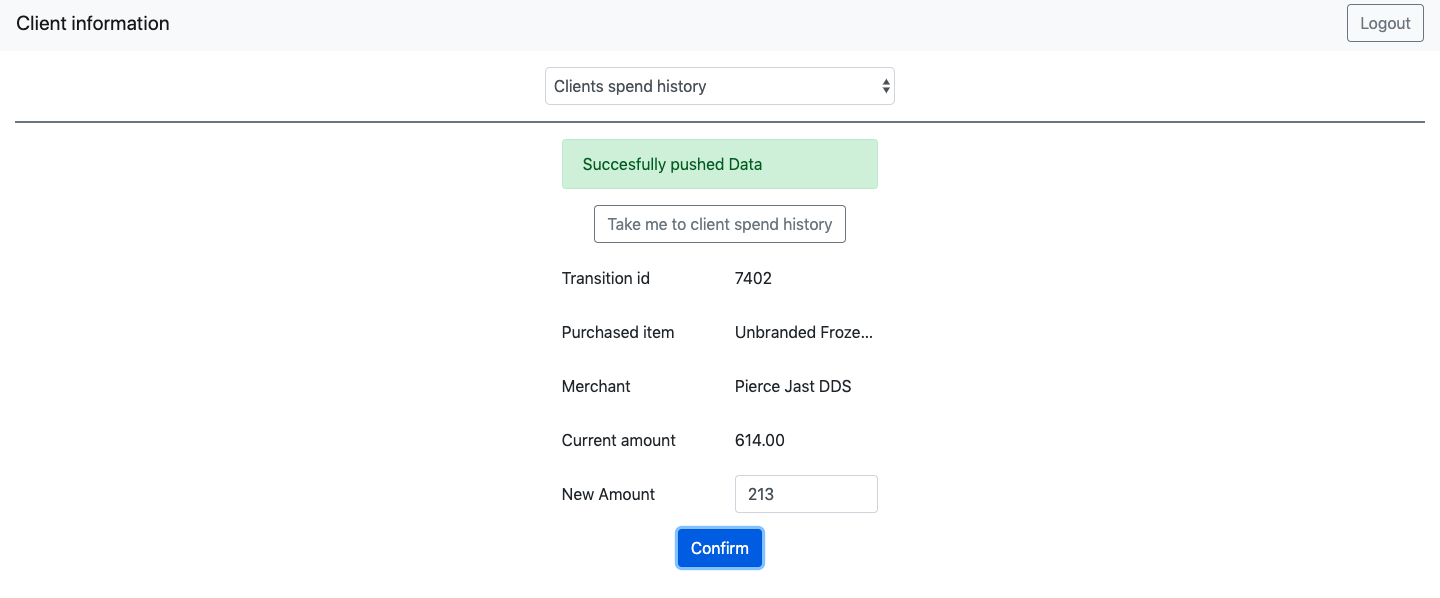 Client information
Logout
Clients spend history
Succesfully pushed Data
Take me to client spend history
Transition id 7402
Purchased item Unbranded Froze...
Merchant Pierce Jast DDS
Current amount 614.00
New Amount 213
Confirm